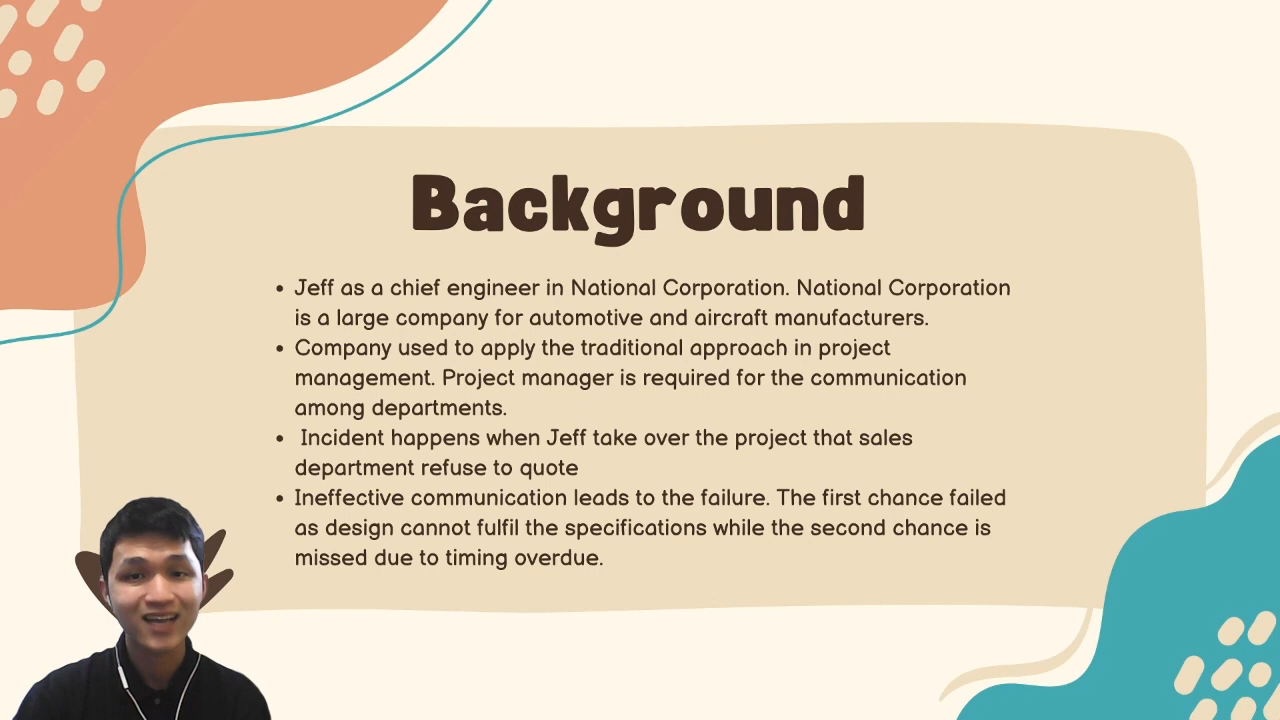 Background
• Jeff as a chief engineer in National Corporation. National Corporation
is a large company for automotive and aircraft manufacturers.
• Company used to apply the traditional approach in project
management. Project manager is required for the communication
among departments.
• Incident happens when Jeff take over the project that sales
department refuse to quote
• Ineffective communication leads to the failure. The first chance failed
as design cannot fulfil the specifications while the second chance is
missed due to timing overdue.